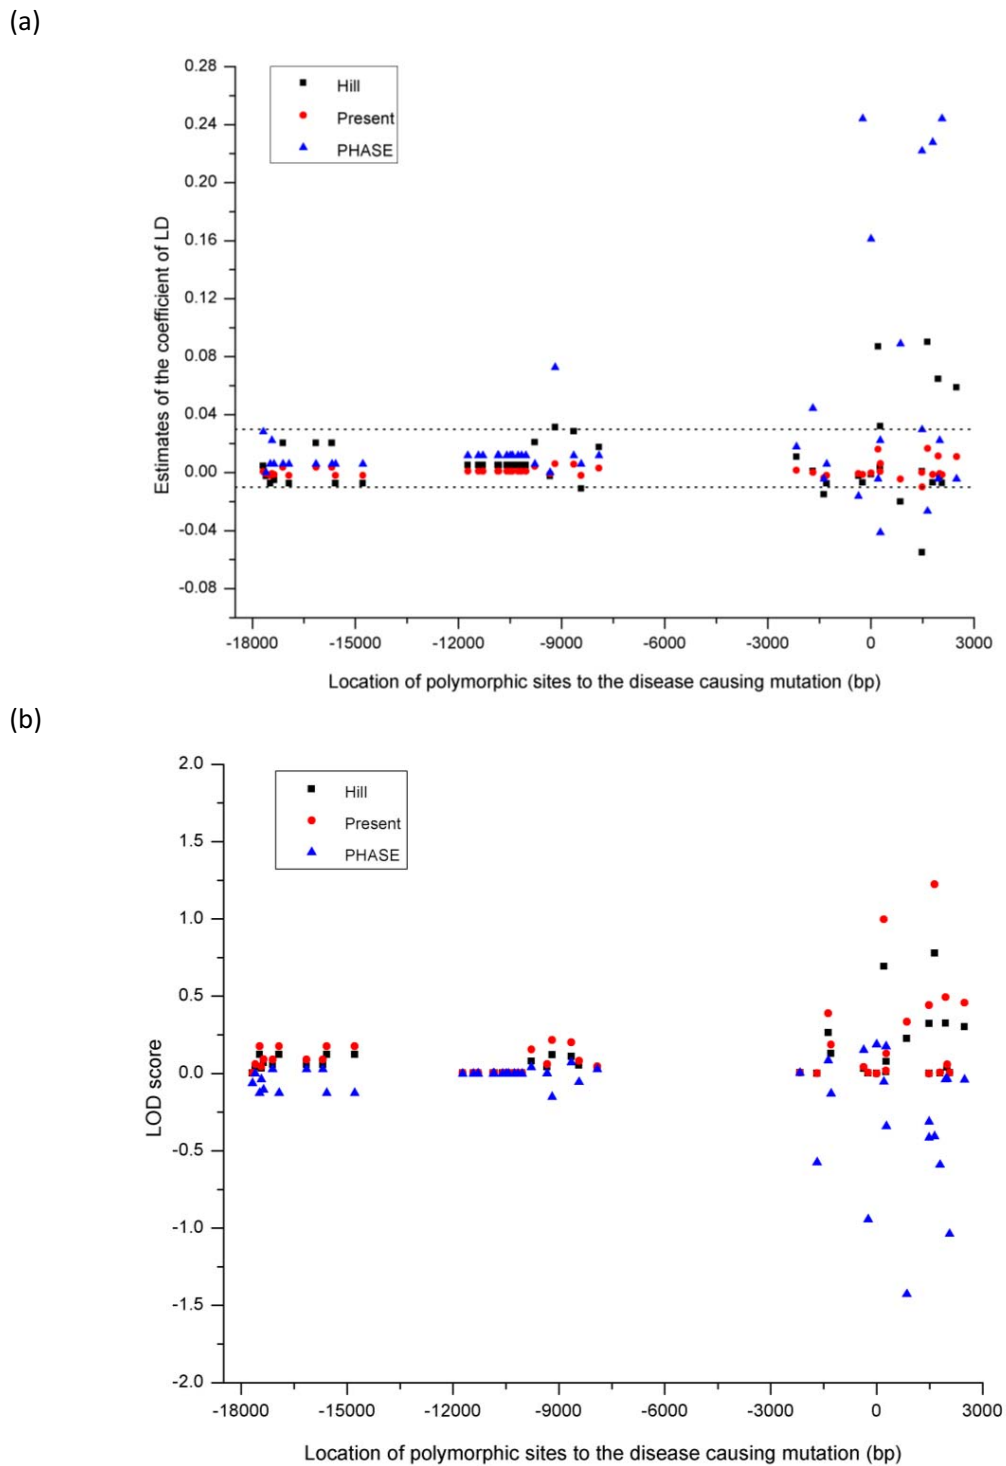 (a)
0.28
0.24
0.20
0.16
0.12
0.08
0.04
0.00
-0.04
-0.08
Estimates of the coefficient of LD
Hill
Present
PHASE
-18000 -15000 -12000 -9000 -6000 -3000 0 3000
Location of polymorphic sites to the disease causing mutation (bp)
(b)
2.0
1.5
1.0
0.5
0.0
-0.5
-1.0
-1.5
-2.0
LOD score
Hill
Present
PHASE
-18000 -15000 -12000 -9000 -6000 -3000 0 3000
Location of polymorphic sites to the disease causing mutation (bp)